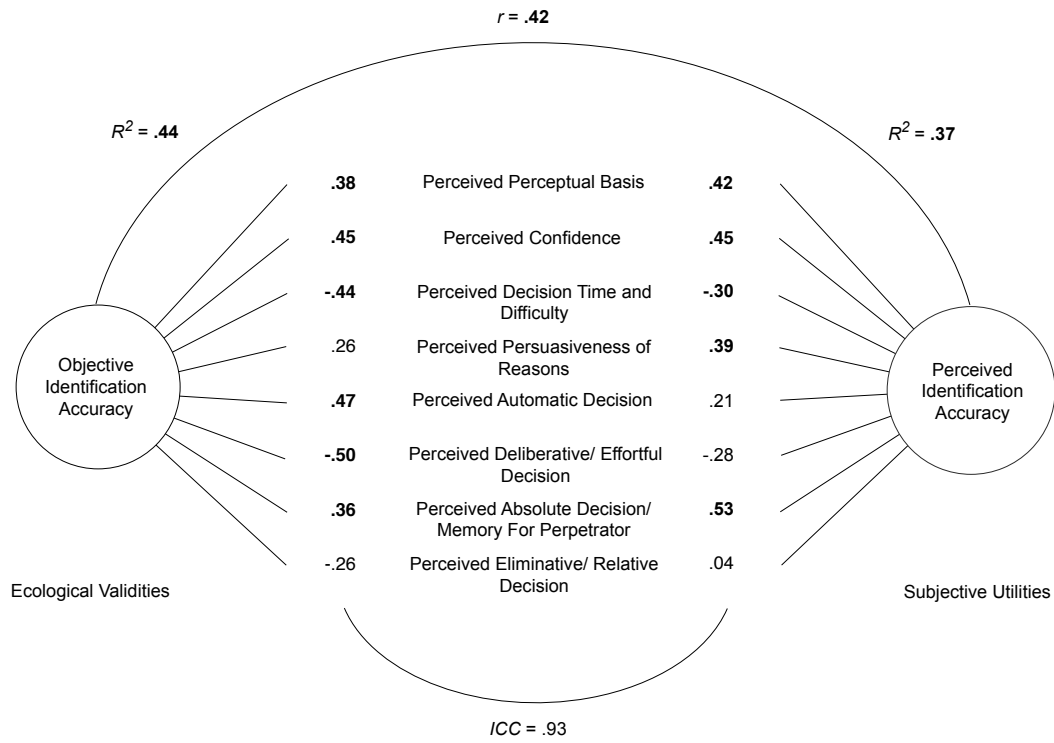 r = .42
R² = .44
R² = .37
.38 Perceived Perceptual Basis .42
.45 Perceived Confidence .45
-.44 Perceived Decision Time and -.30
Difficulty
.26 Perceived Persuasiveness of .39
Reasons
Objective
Identification
Accuracy
Perceived
Identification
Accuracy
.47 Perceived Automatic Decision .21
-.50 Perceived Deliberative/ Effortful -.28
Decision
.36 Perceived Absolute Decision/ .53
Memory For Perpetrator
-.26 Perceived Eliminative/ Relative .04
Decision
Ecological Validities
Subjective Utilities
ICC = .93